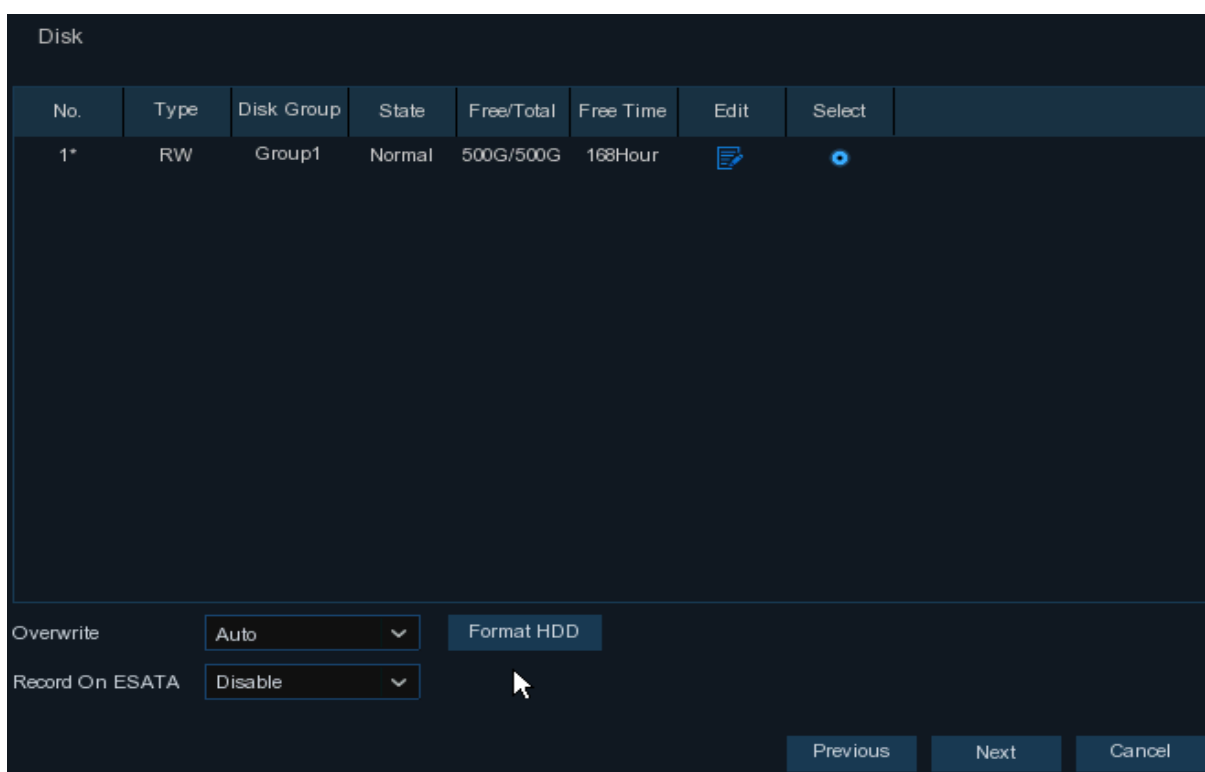 Disk
No. Type Disk Group State Free/Total Free Time Edit Select
1* RW Group1 Normal 500G/500G 168Hour
Overwrite Auto Format HDD
Record On ESATA Disable
Previous Next Cancel